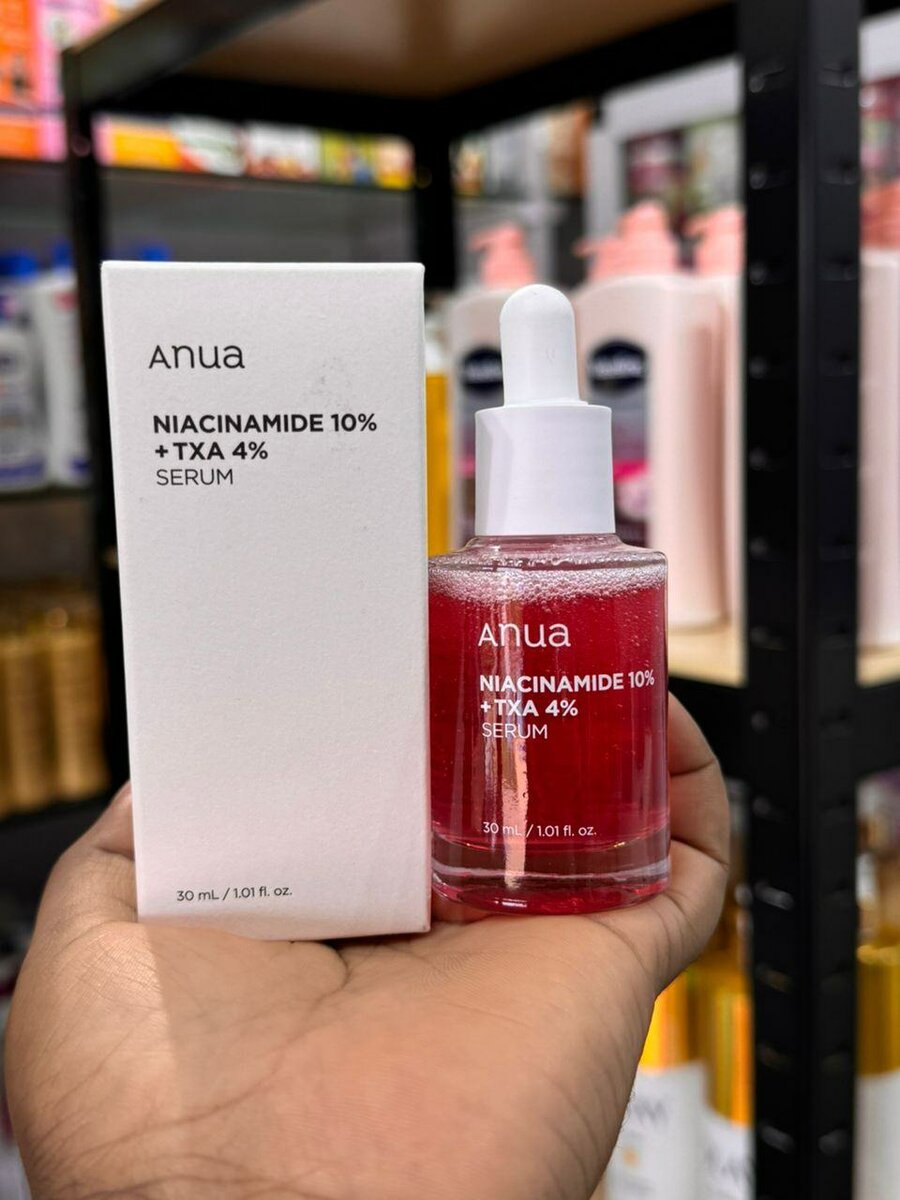 Anua
NIACINAMIDE 10%
+ TXA 4%
SERUM
30 mL / 1.01 fl. oz.
Anua
NIACINAMIDE 10%
+ TXA 4%
SERUM
30 mL / 1.01 fl. oz.